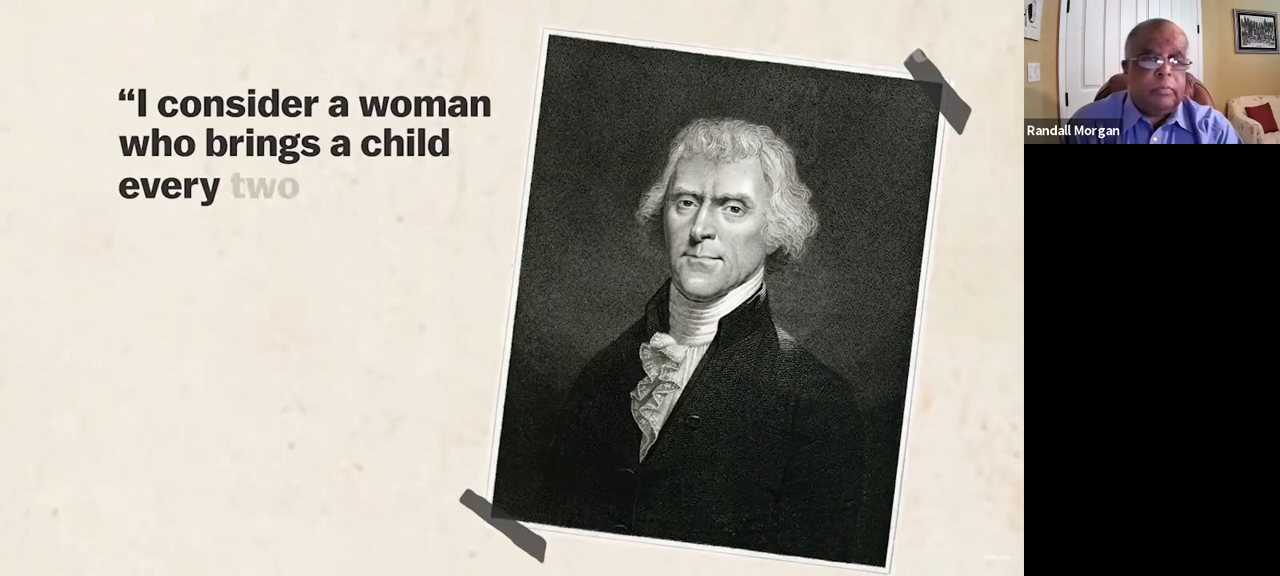 “I consider a woman
who brings a child
every two
Randall Morgan